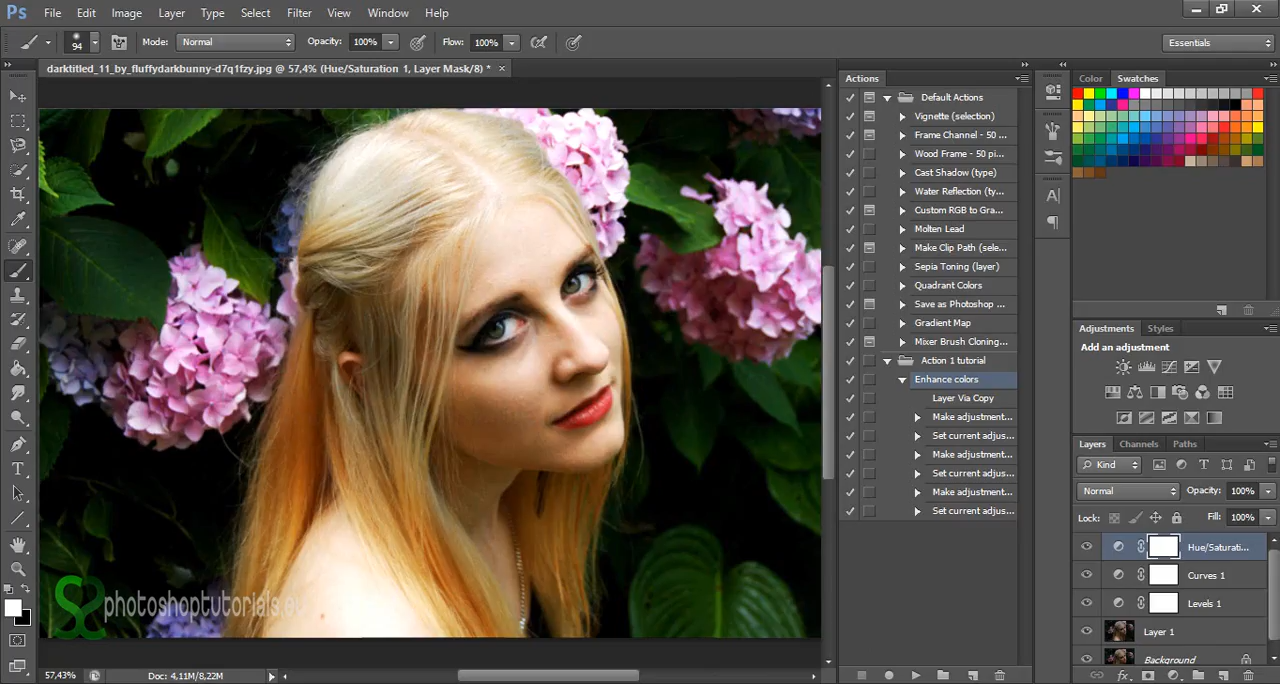 Ps File Edit Image Layer Type Select Filter View Window Help
94 Mode: Normal Opacity: 100% Flow: 100% Essentials
darktitled_11_by_fluffydarkbunny-d7q1fzy.jpg @ 57,4% (Hue/Saturation 1, Layer Mask/8) *
Actions
Default Actions
Vignette (selection)
Frame Channel - 50 ...
Wood Frame - 50 pi...
Cast Shadow (type)
Water Reflection (ty...
Custom RGB to Gra...
Molten Lead
Make Clip Path (sele...
Sepia Toning (layer)
Quadrant Colors
Save as Photoshop ...
Gradient Map
Mixer Brush Cloning...
Action 1 tutorial
Enhance colors
Layer Via Copy
Make adjustment...
Set current adjus...
Make adjustment...
Set current adjus...
Make adjustment...
Set current adjus...
Color Swatches
Adjustments Styles
Add an adjustment
Layers Channels Paths
Kind
Normal Opacity: 100%
Lock: Fill: 100%
Hue/Saturati...
Curves 1
Levels 1
Layer 1
Background
photoshoptutorials.eu
57,43% Doc: 4,11M/8,22M